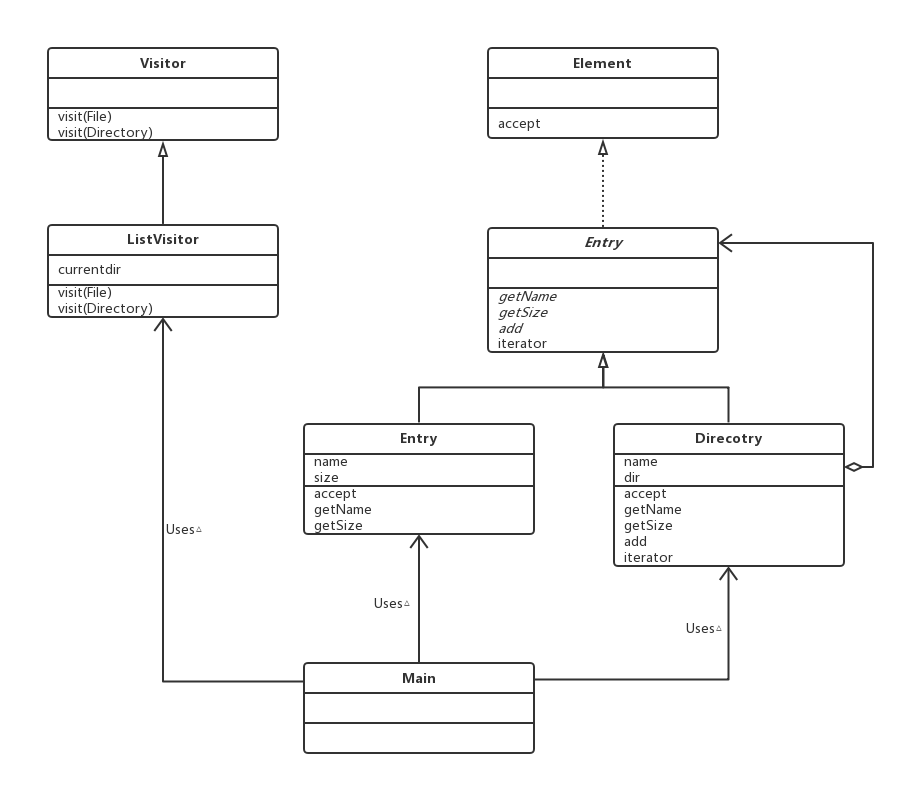 Visitor
visit(File)
visit(Directory)
Element
accept
ListVisitor
currentdir
visit(File)
visit(Directory)
Entry
getName
getSize
add
iterator
Entry
name
size
accept
getName
getSize
Direcotry
name
dir
accept
getName
getSize
add
iterator
Uses△
Uses△
Uses△
Main